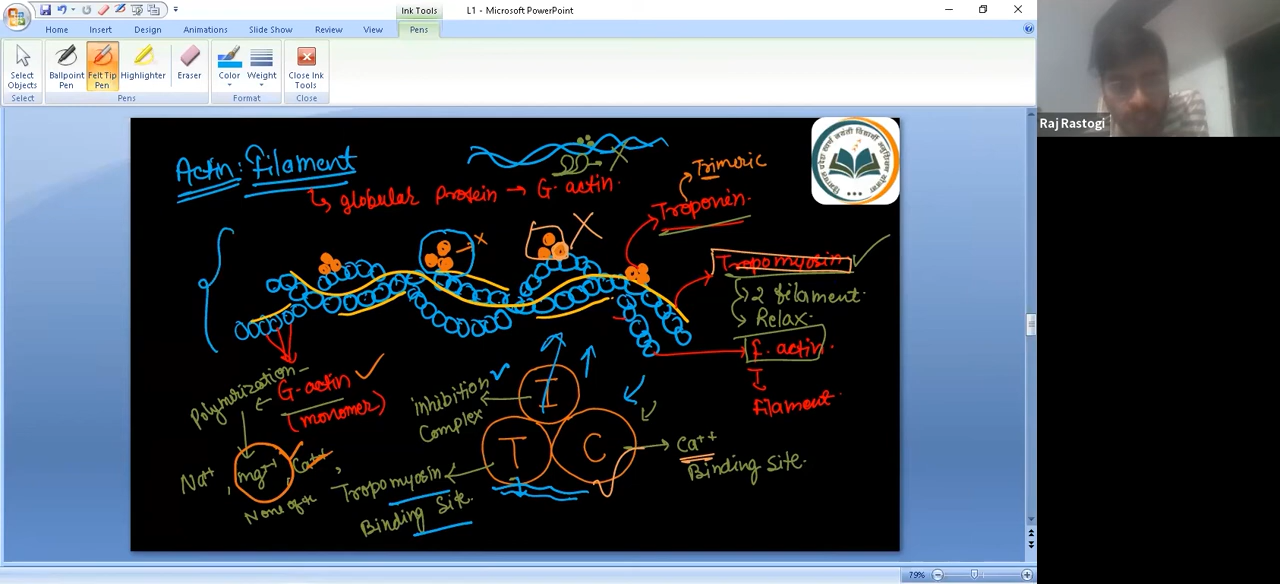 Ink Tools
L1 - Microsoft PowerPoint
Home Insert Design Animations Slide Show Review View Pens
Select Objects
Ballpoint Pen
Felt Tip Pen
Highlighter
Eraser
Color
Weight
Close Ink Tools
Select
Pens
Format
Close
Raj Rastogi
Actin: Filament
globular Protein → G. actin.
Trimeric
Troponin.
Tropomyosin
2 filament.
Relax.
f. actin.
filament.
Polymerization
G-actin
(monomer)
Na++, mg++, Ca++,
None of th
inhibition
Complex
I
T
C
Tropomyosin
Binding Site.
Ca++
Binding Site.
79%